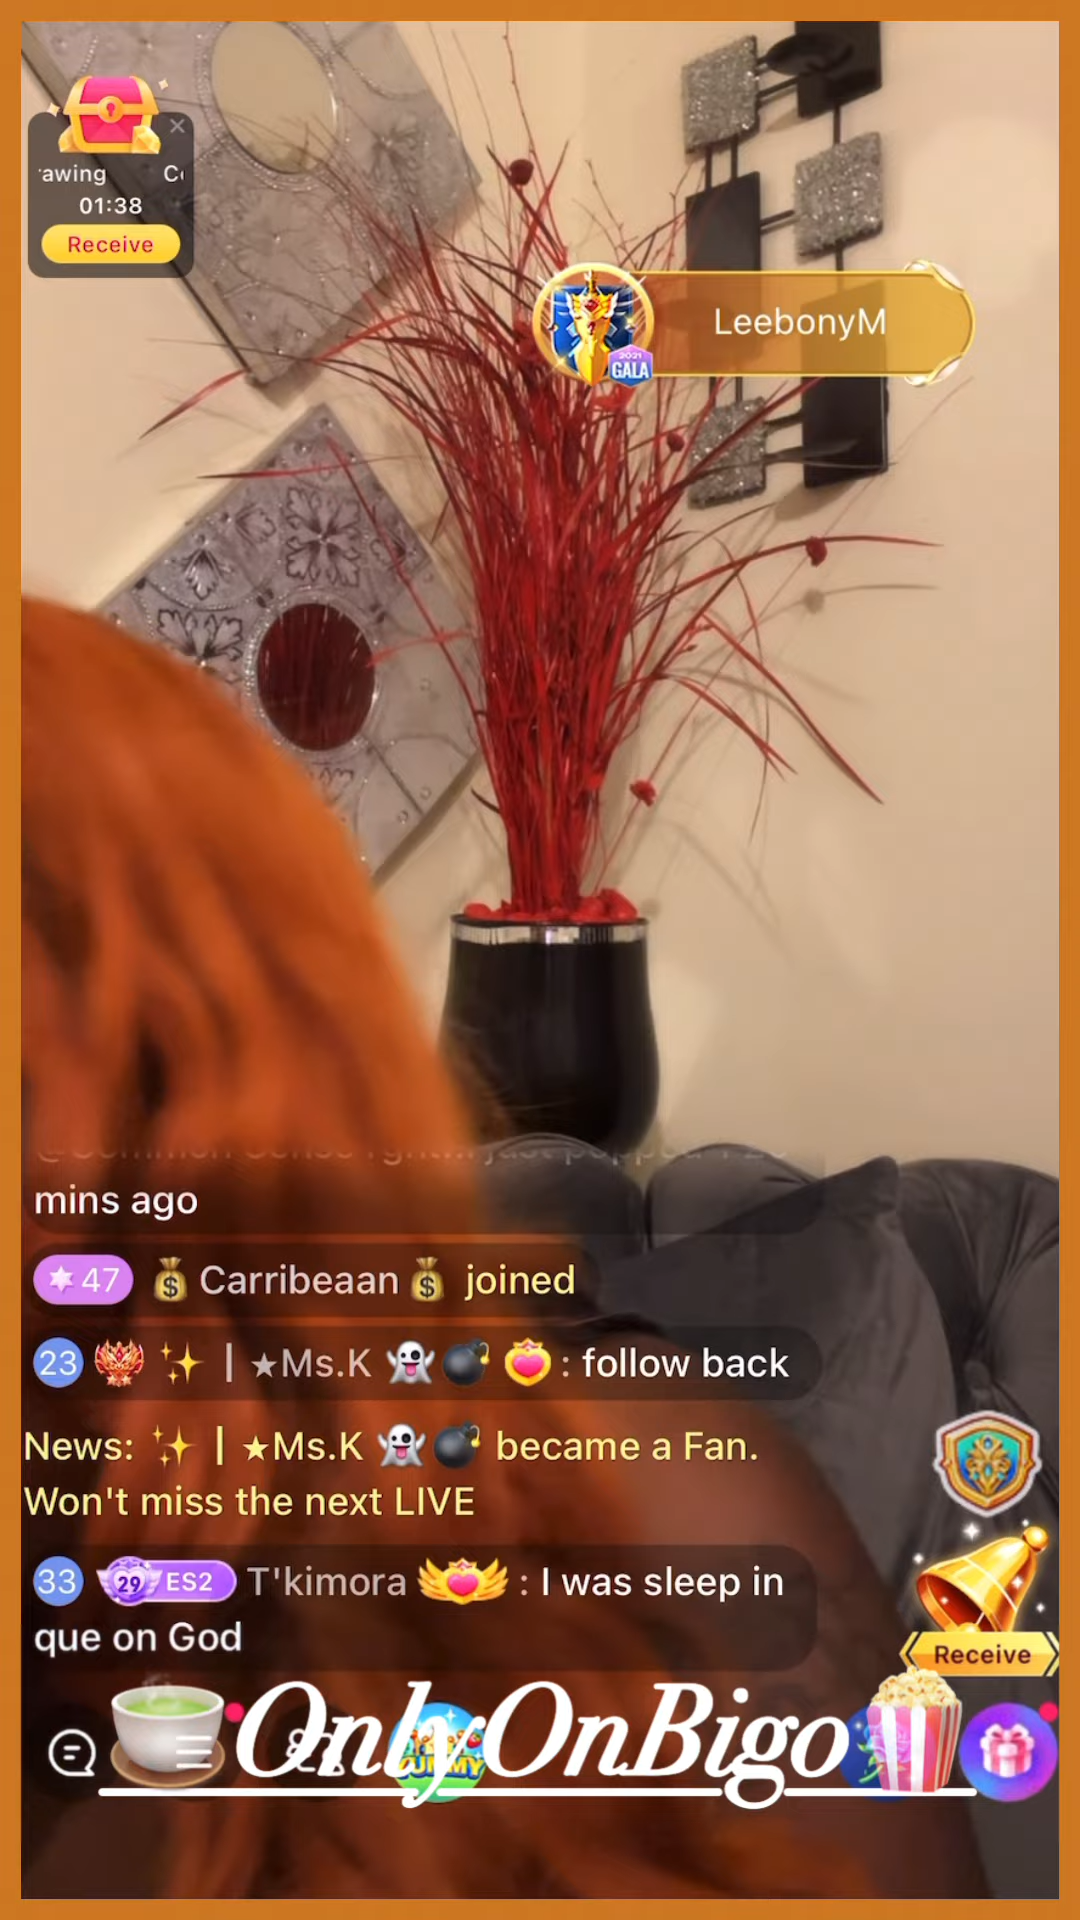 01:38
Receive
LeebonyM
2021
GALA
mins ago
47 💰 Carribeaan 💰 joined
23 ✨ | ★Ms.K 👻💣 : follow back
News: ✨ | ★Ms.K 👻💣 became a Fan.
Won't miss the next LIVE
33 29 ES2 T'kimora : I was sleep in
que on God
Receive
OnlyOnBigo